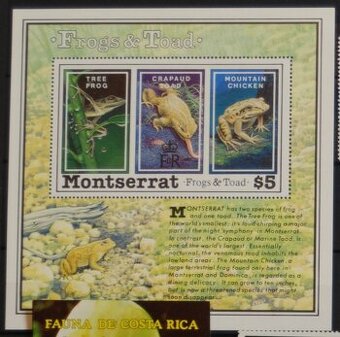 Frogs & Toad
TREE
FROG
CRAPAUD
TOAD
MOUNTAIN
CHICKEN
E R
Montserrat Frogs & Toad $5
MONTSERRAT has two species of frog
and one toad. The Tree Frog is one of
the world's smallest: it's loud chirping a major
part of the night symphony in Montserrat.
In contrast, the Crapaud or Marine Toad, is
one of the world's largest. Essentially
nocturnal, the venomous toad inhabits the
lowland areas. The Mountain Chicken, a
large terrestrial frog found only here in
Montserrat and Dominica, is regarded as a
dining delicacy. It can grow to ten inches,
but is now a threatened species that might
soon disappear.
FAUNA DE COSTA RICA